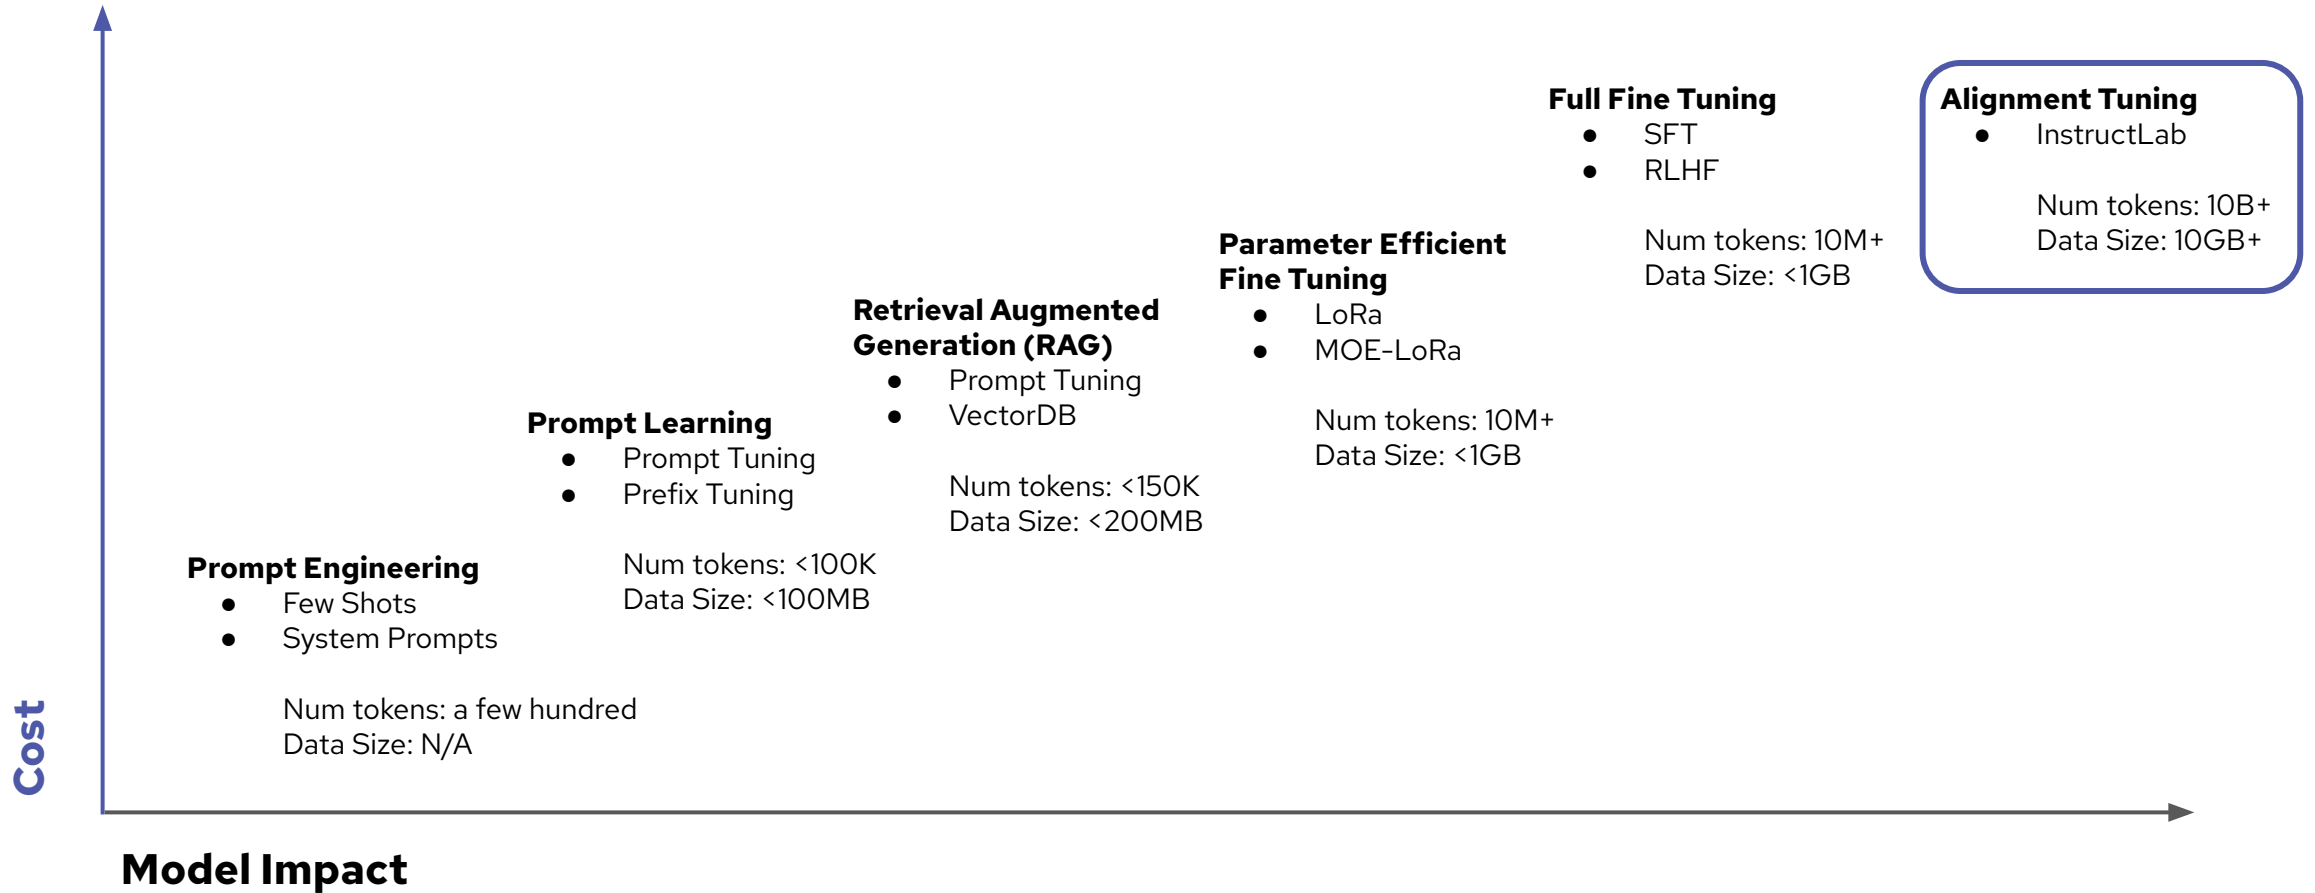 Full Fine Tuning
● SFT
● RLHF
Num tokens: 10M+
Data Size: <1GB
Alignment Tuning
● InstructLab
Num tokens: 10B+
Data Size: 10GB+
Parameter Efficient
Fine Tuning
● LoRa
● MOE-LoRa
Num tokens: 10M+
Data Size: <1GB
Retrieval Augmented
Generation (RAG)
● Prompt Tuning
● VectorDB
Num tokens: <150K
Data Size: <200MB
Prompt Learning
● Prompt Tuning
● Prefix Tuning
Num tokens: <100K
Data Size: <100MB
Prompt Engineering
● Few Shots
● System Prompts
Num tokens: a few hundred
Data Size: N/A
Cost
Model Impact